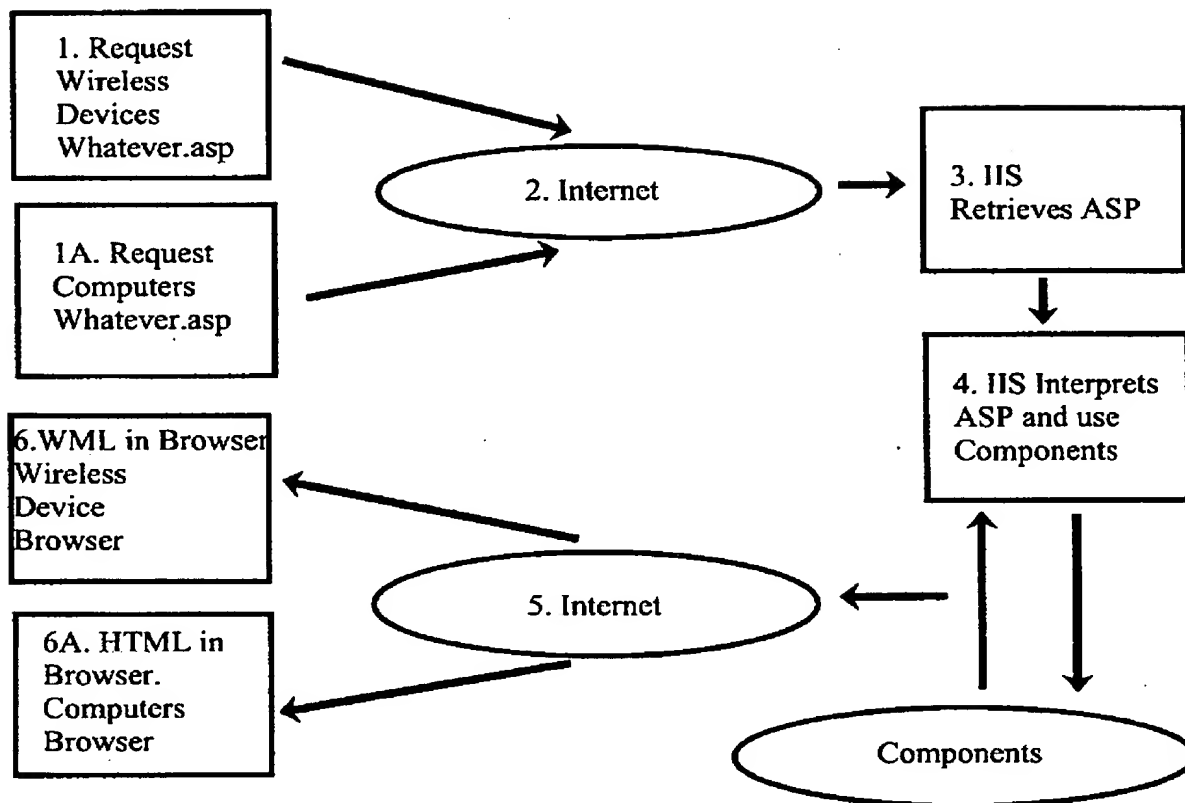 1. Request
Wireless
Devices
Whatever.asp
1A. Request
Computers
Whatever.asp
2. Internet
3. IIS
Retrieves ASP
4. IIS Interprets
ASP and use
Components
Components
5. Internet
6.WML in Browser
Wireless
Device
Browser
6A. HTML in
Browser.
Computers
Browser